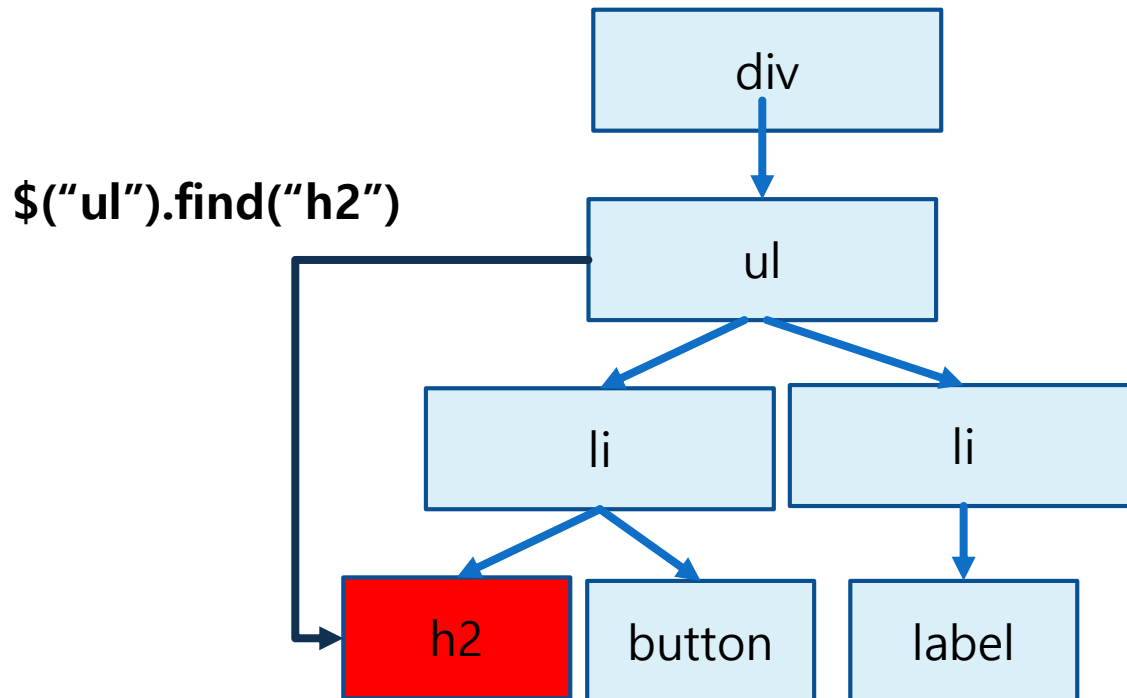 div
$(“ul”).find(“h2”)
ul
li
li
h2
button
label